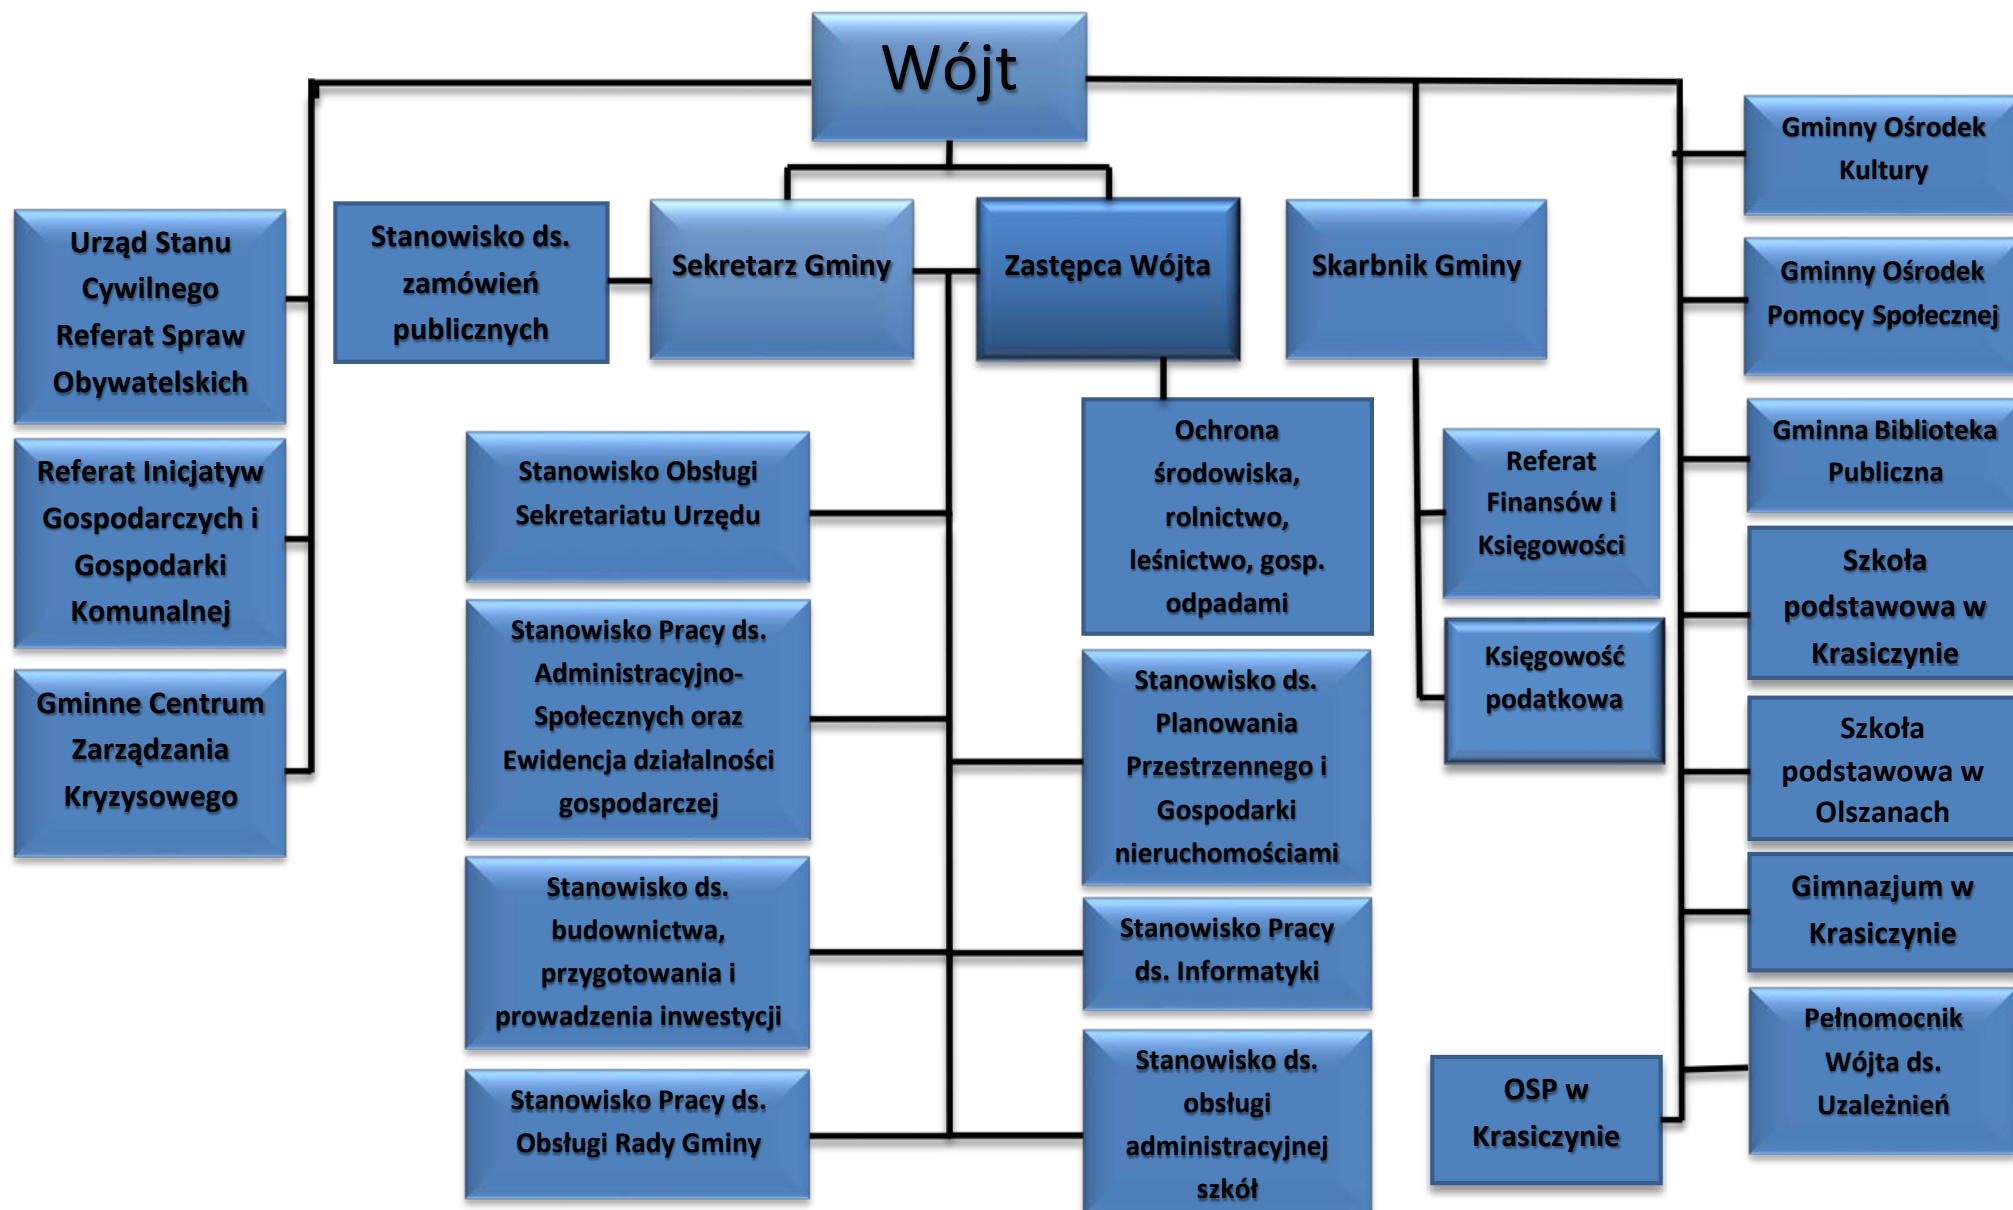 Wójt
Urząd Stanu
Cywilnego
Referat Spraw
Obywatelskich
Referat Inicjatyw
Gospodarczych i
Gospodarki
Komunalnej
Gminne Centrum
Zarządzania
Kryzysowego
Stanowisko ds.
zamówień
publicznych
Sekretarz Gminy
Zastępca Wójta
Skarbnik Gminy
Stanowisko Obsługi
Sekretariatu Urzędu
Stanowisko Pracy ds.
Administracyjno-
Społecznych oraz
Ewidencja działalności
gospodarczej
Stanowisko ds.
budownictwa,
przygotowania i
prowadzenia inwestycji
Stanowisko Pracy ds.
Obsługi Rady Gminy
Ochrona
środowiska,
rolnictwo,
leśnictwo, gosp.
odpadami
Stanowisko ds.
Planowania
Przestrzennego i
Gospodarki
nieruchomościami
Stanowisko Pracy
ds. Informatyki
Stanowisko ds.
obsługi
administracyjnej
szkół
Referat
Finansów i
Księgowości
Księgowość
podatkowa
Gminny Ośrodek
Kultury
Gminny Ośrodek
Pomocy Społecznej
Gminna Biblioteka
Publiczna
Szkoła
podstawowa w
Krasiczynie
Szkoła
podstawowa w
Olszanach
Gimnazjum w
Krasiczynie
Pełnomocnik
Wójta ds.
Uzależnień
OSP w
Krasiczynie